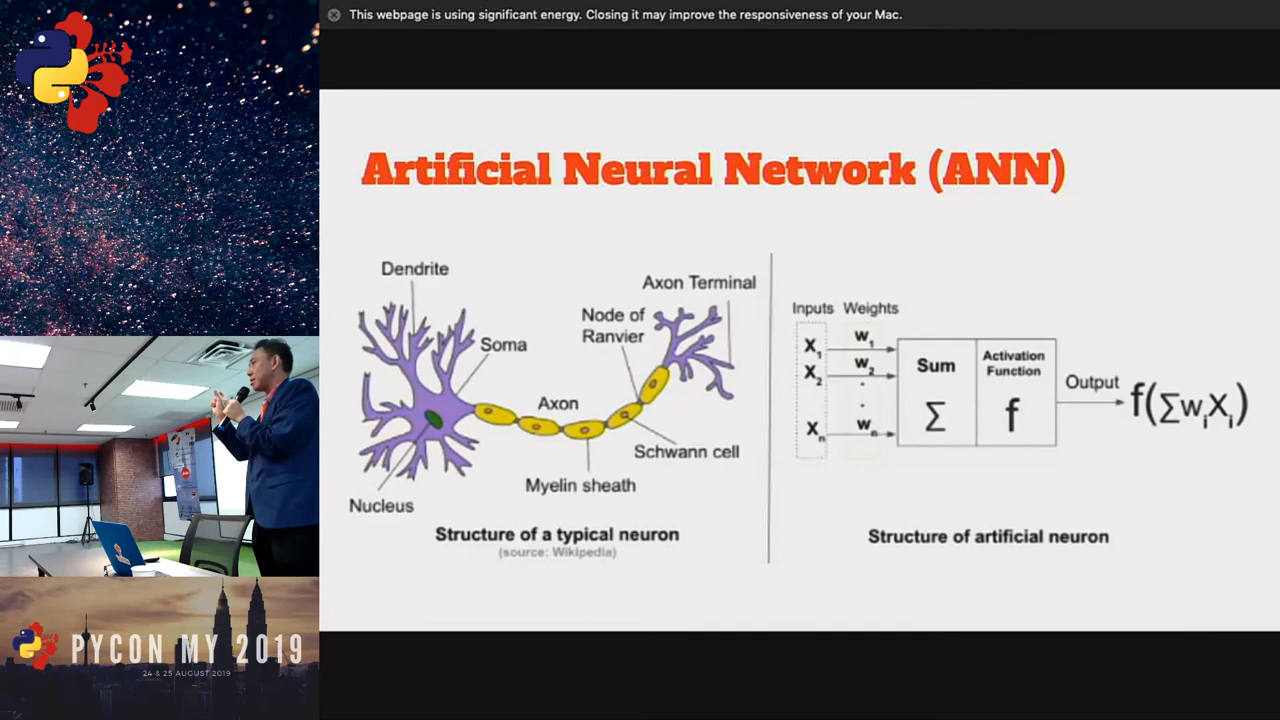 This webpage is using significant energy. Closing it may improve the responsiveness of your Mac.
Artificial Neural Network (ANN)
Dendrite
Axon Terminal
Node of
Ranvier
Soma
Axon
Schwann cell
Myelin sheath
Nucleus
Structure of a typical neuron
(source: Wikipedia)
Inputs Weights
X1 w1
X2 w2
.
.
Xn wn
Sum
Σ
Activation
Function
f
Output
f(∑wiXi)
Structure of artificial neuron
PYCON MY 2019
24 & 25 AUGUST 2019